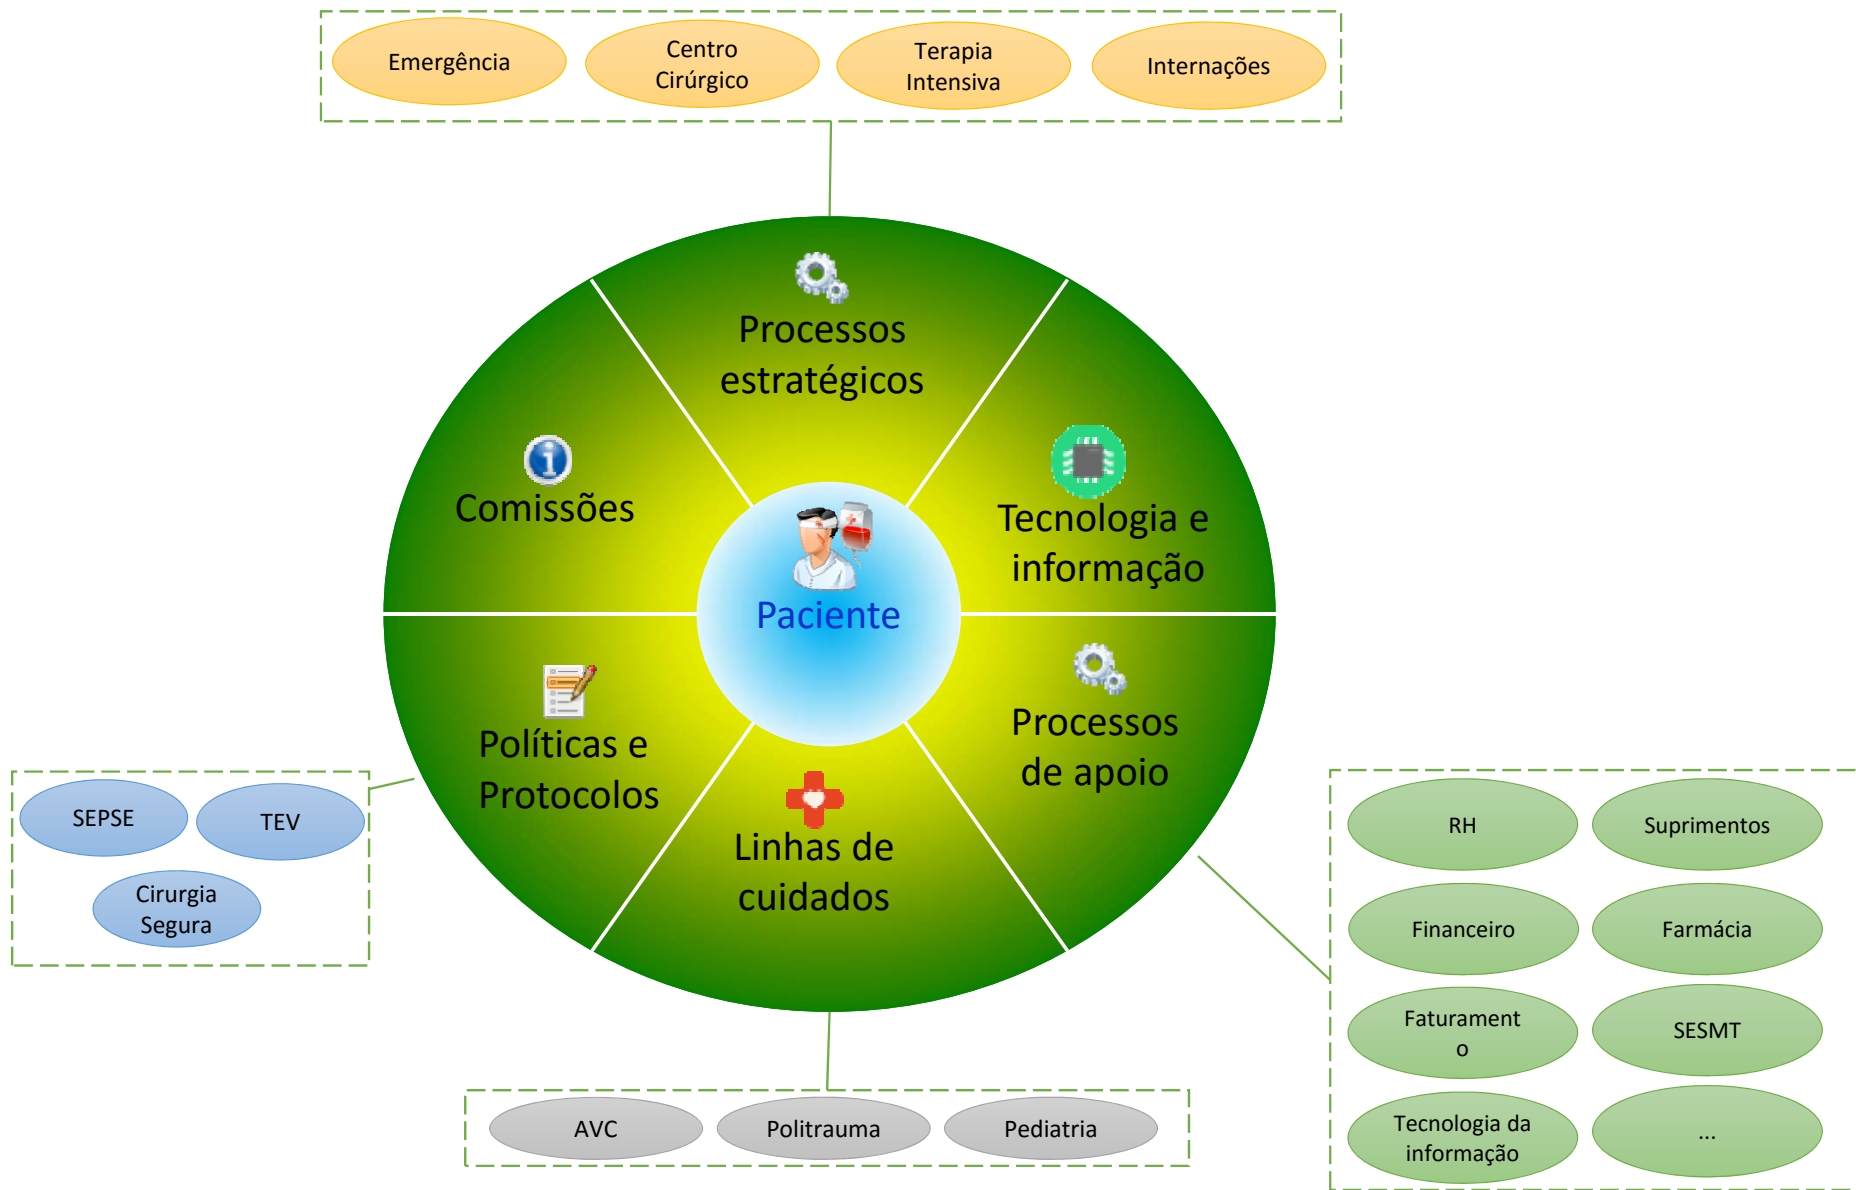 Emergência
Centro
Cirúrgico
Terapia
Intensiva
Internações
Processos
estratégicos
Comissões
Tecnologia e
informação
Paciente
Políticas e
Protocolos
Processos
de apoio
Linhas de
cuidados
SEPSE
TEV
Cirurgia
Segura
RH
Suprimentos
Financeiro
Farmácia
Faturament
o
SESMT
Tecnologia da
informação
...
AVC
Politrauma
Pediatria